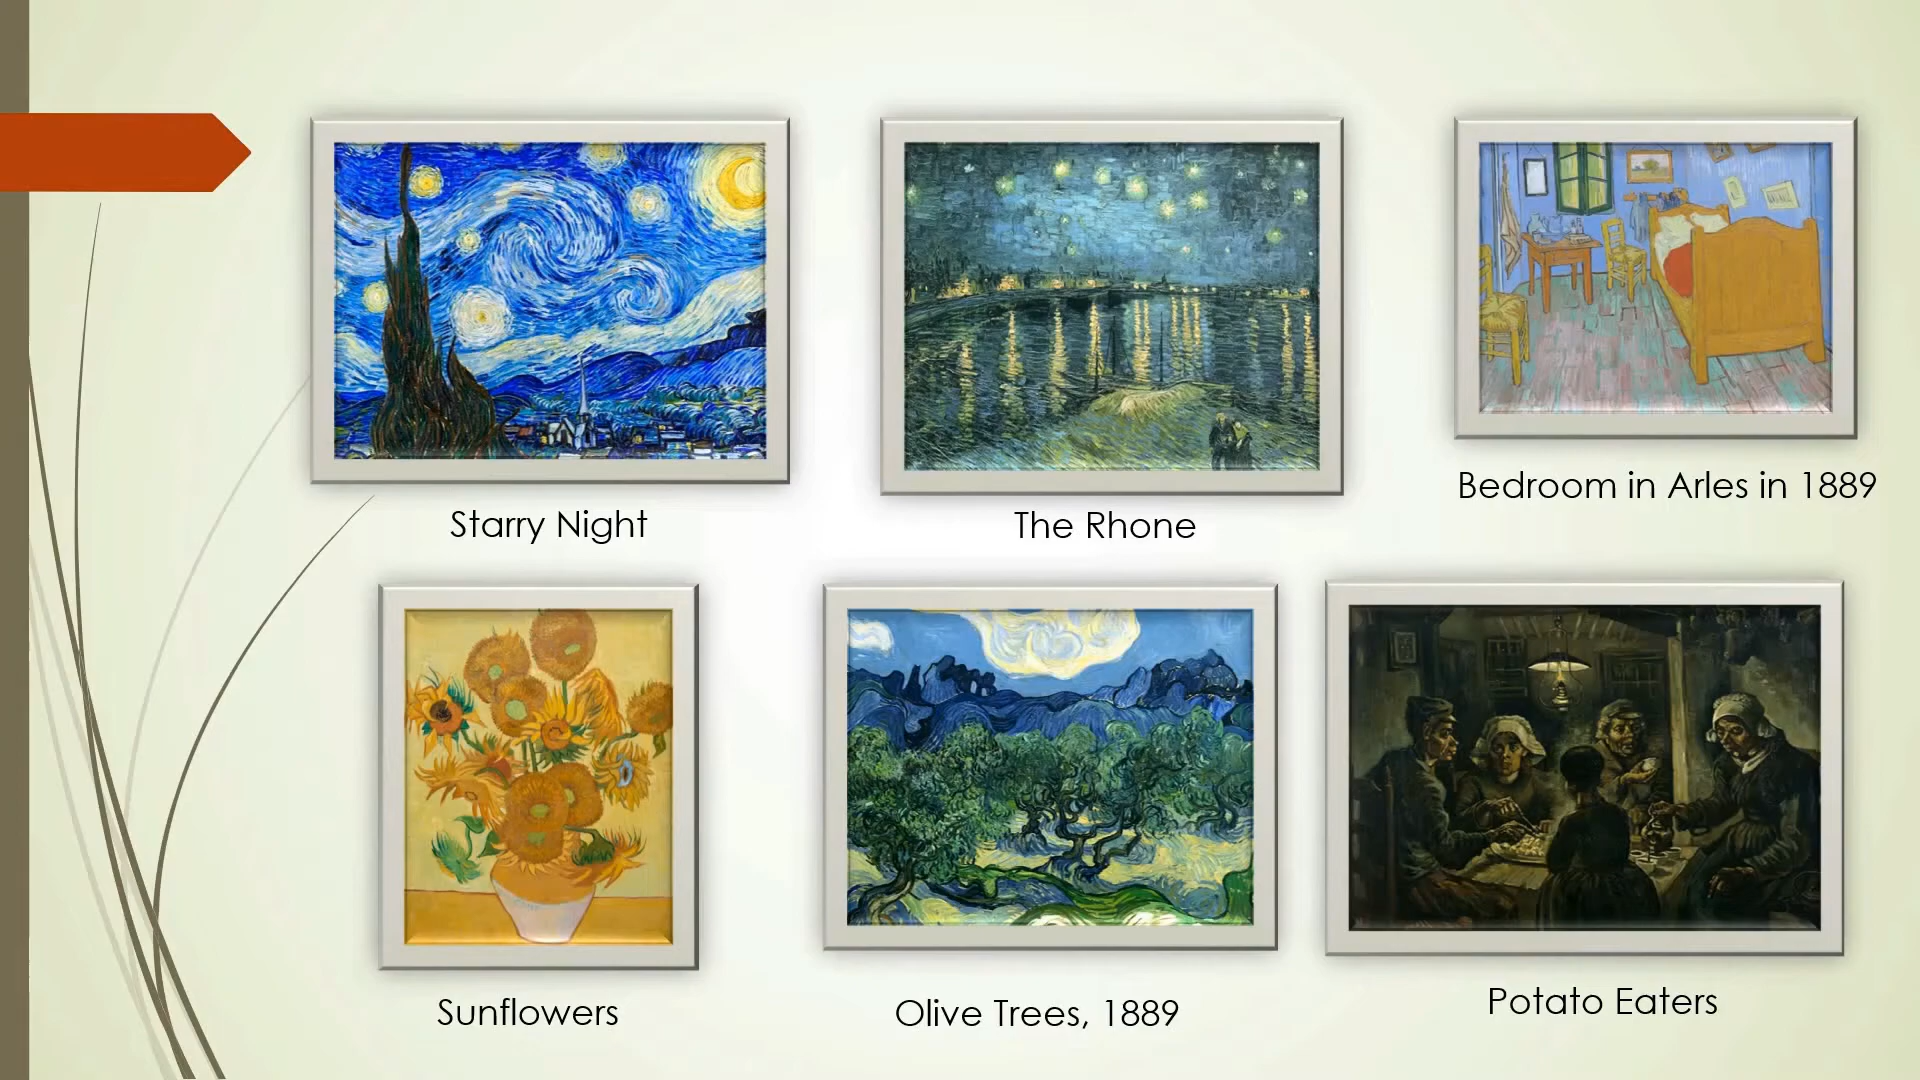 Starry Night
The Rhone
Bedroom in Arles in 1889
Sunflowers
Olive Trees, 1889
Potato Eaters